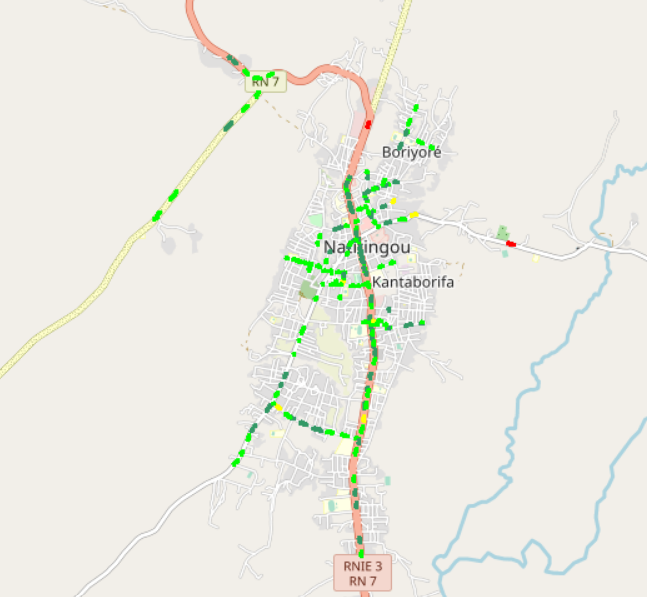 RN 7
Boriyoré
Natitingou
Kantaborifa
RNIE 3
RN 7